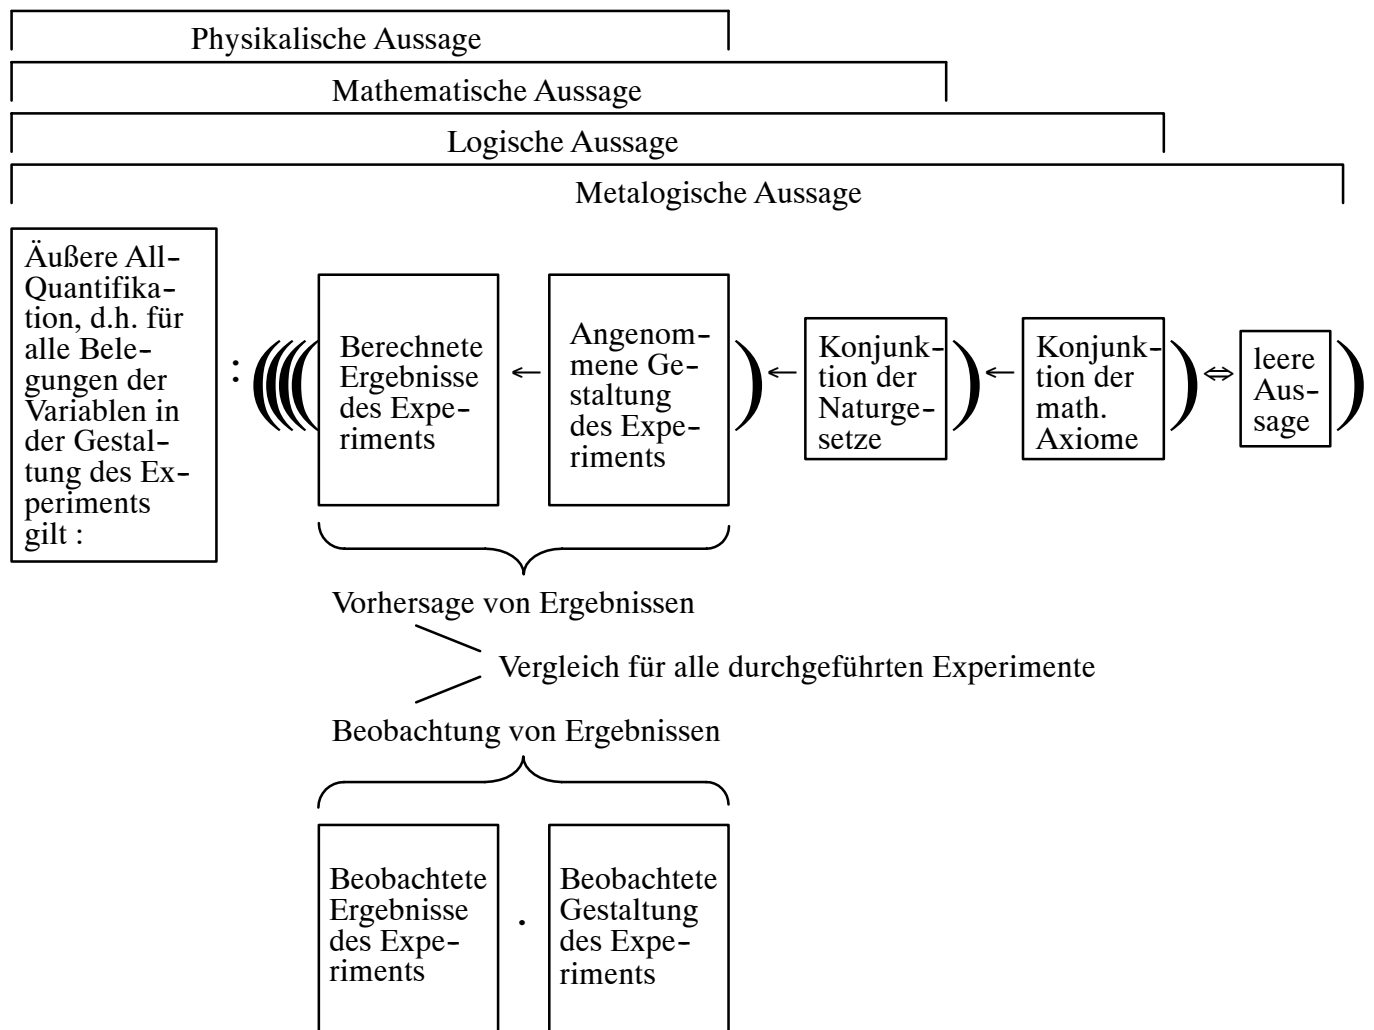 Physikalische Aussage
Mathematische Aussage
Logische Aussage
Metalogische Aussage
Äußere All-
Quantifika-
tion, d.h. für
alle Bele-
gungen der
Variablen in
der Gestal-
tung des Ex-
periments
gilt :
: (((((
Berechnete
Ergebnisse
des Expe-
riments
←
Angenom-
mene Ge-
staltung
des Expe-
riments
)
←
Konjunk-
tion der
Naturge-
setze
)
←
Konjunk-
tion der
math.
Axiome
)
⇔
leere
Aus-
sage
)
Vorhersage von Ergebnissen
Vergleich für alle durchgeführten Experimente
Beobachtung von Ergebnissen
Beobachtete
Ergebnisse
des Expe-
riments
.
Beobachtete
Gestaltung
des Expe-
riments